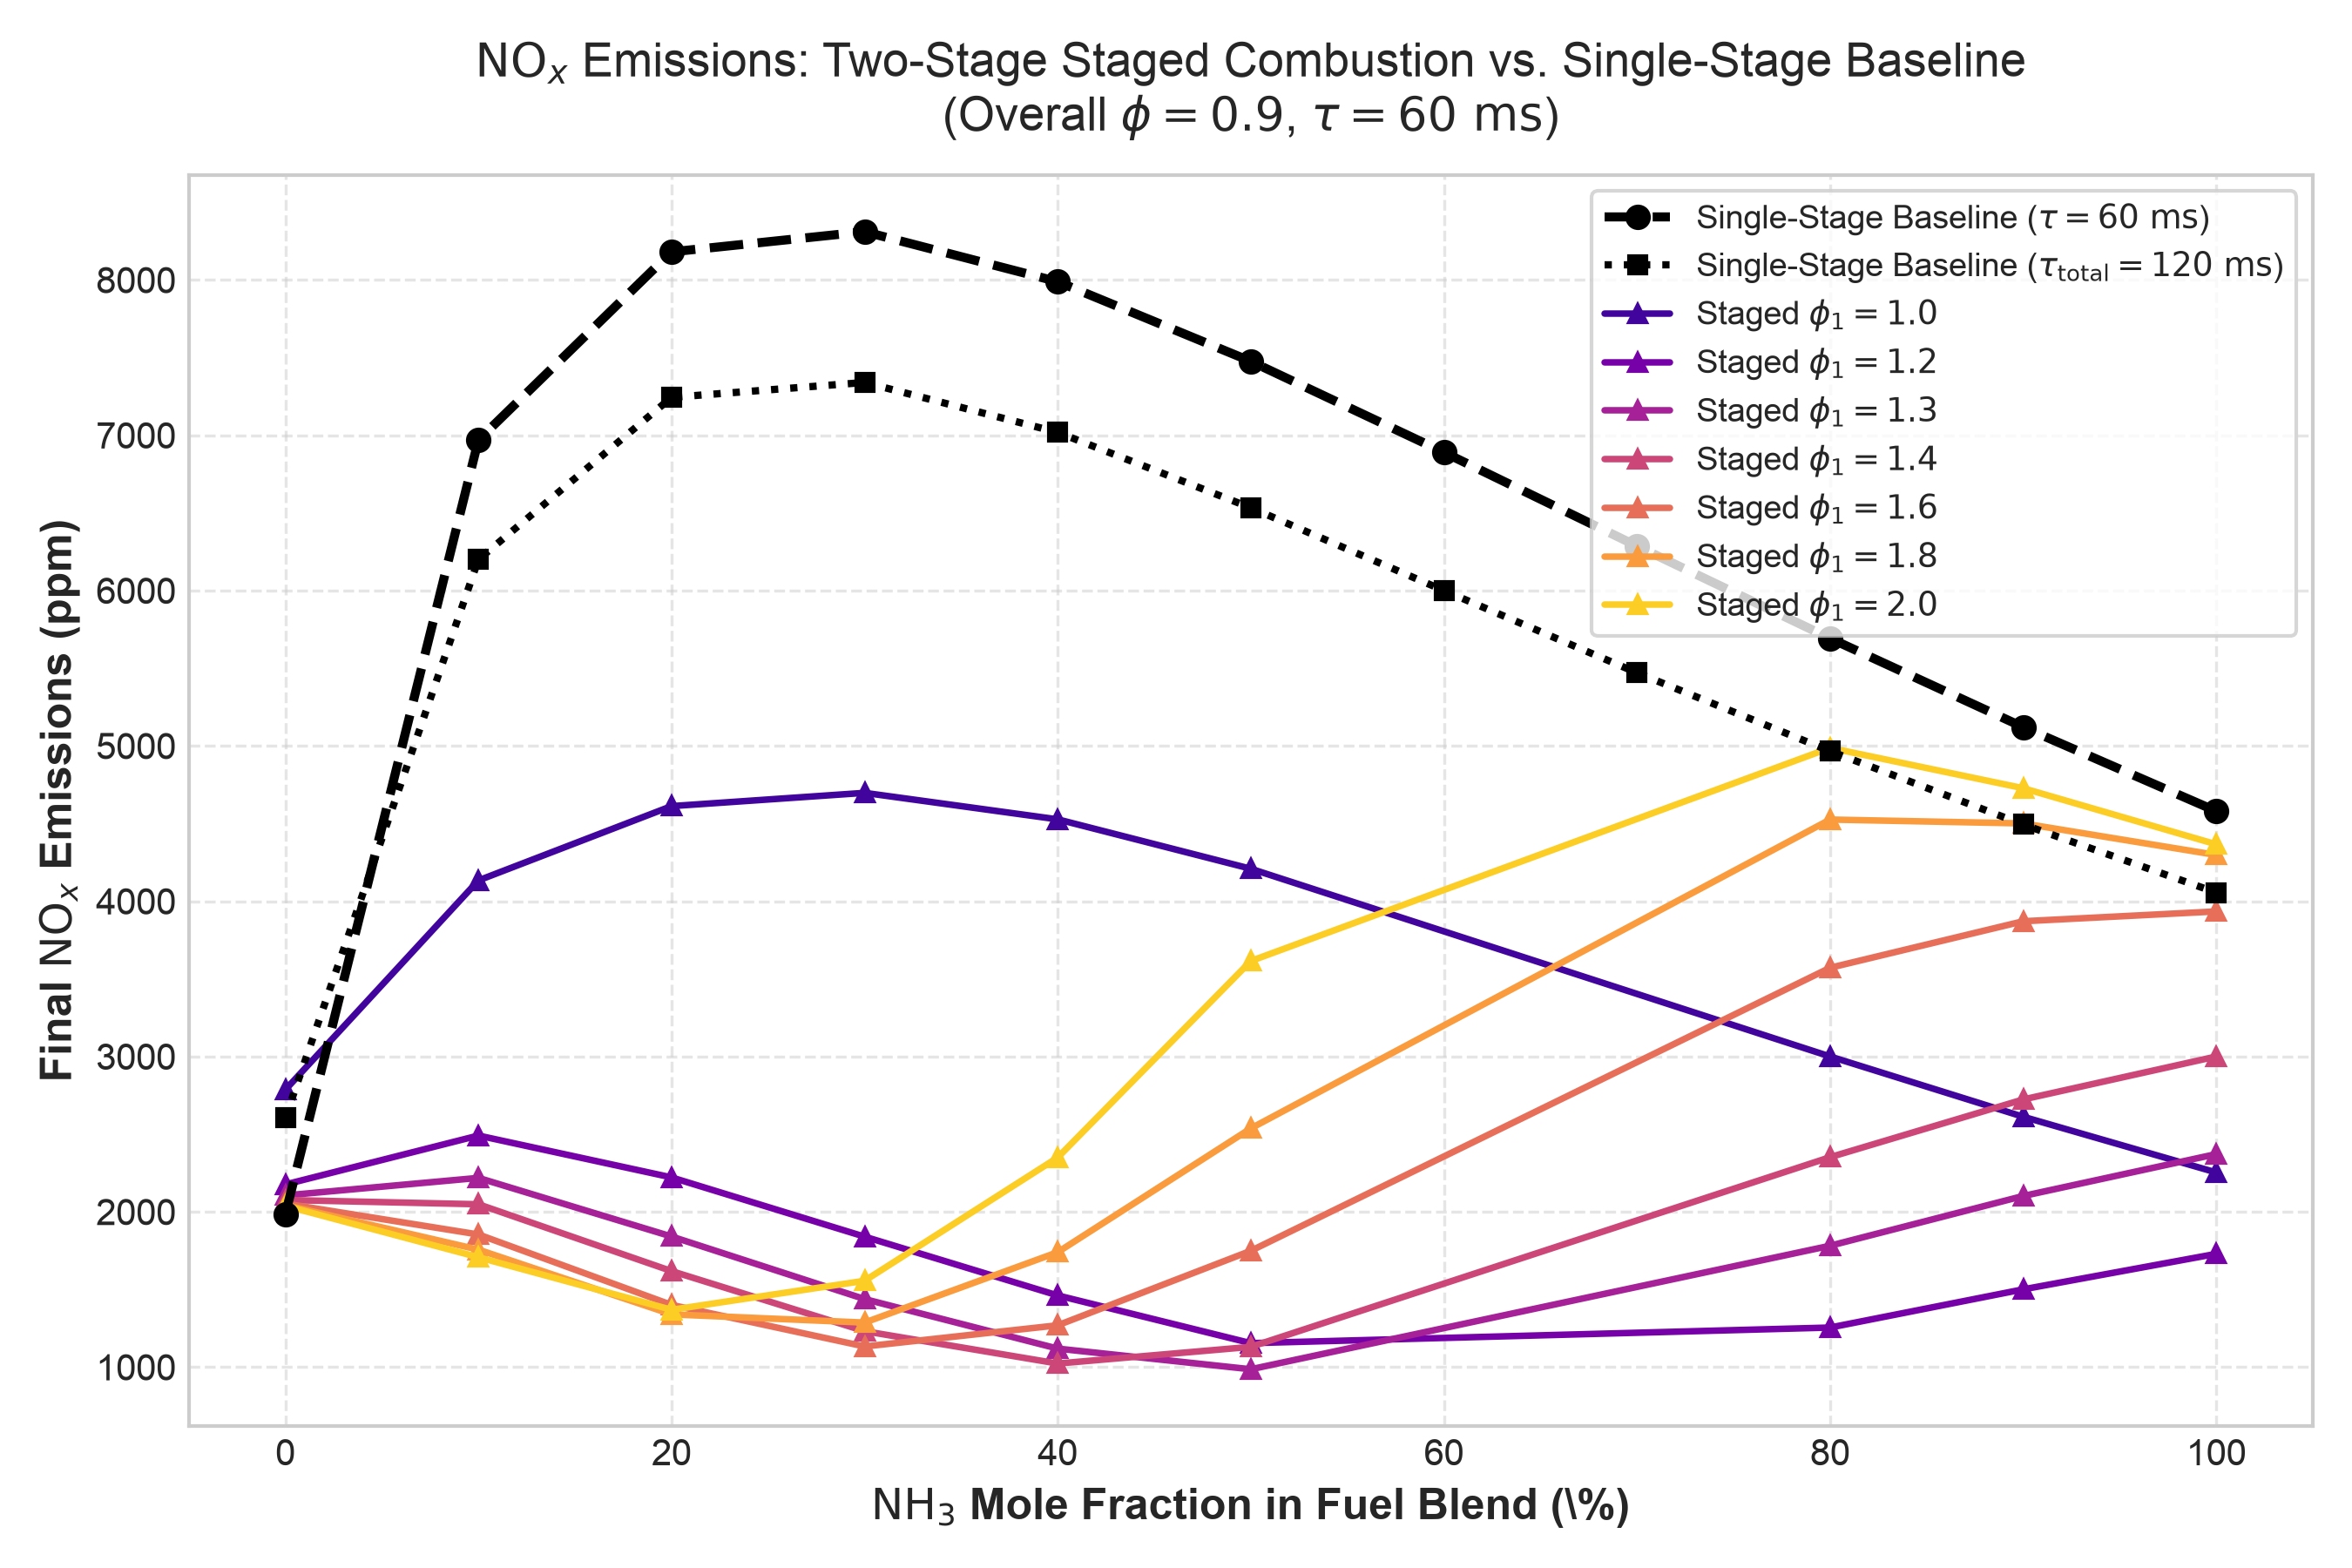 NOₓ Emissions: Two-Stage Staged Combustion vs. Single-Stage Baseline
(Overall ϕ = 0.9, τ = 60 ms)
Single-Stage Baseline (τ = 60 ms)
Single-Stage Baseline (τ_total = 120 ms)
Staged ϕ₁ = 1.0
Staged ϕ₁ = 1.2
Staged ϕ₁ = 1.3
Staged ϕ₁ = 1.4
Staged ϕ₁ = 1.6
Staged ϕ₁ = 1.8
Staged ϕ₁ = 2.0
Final NOₓ Emissions (ppm)
8000
7000
6000
5000
4000
3000
2000
1000
0 20 40 60 80 100
NH₃ Mole Fraction in Fuel Blend (\%)